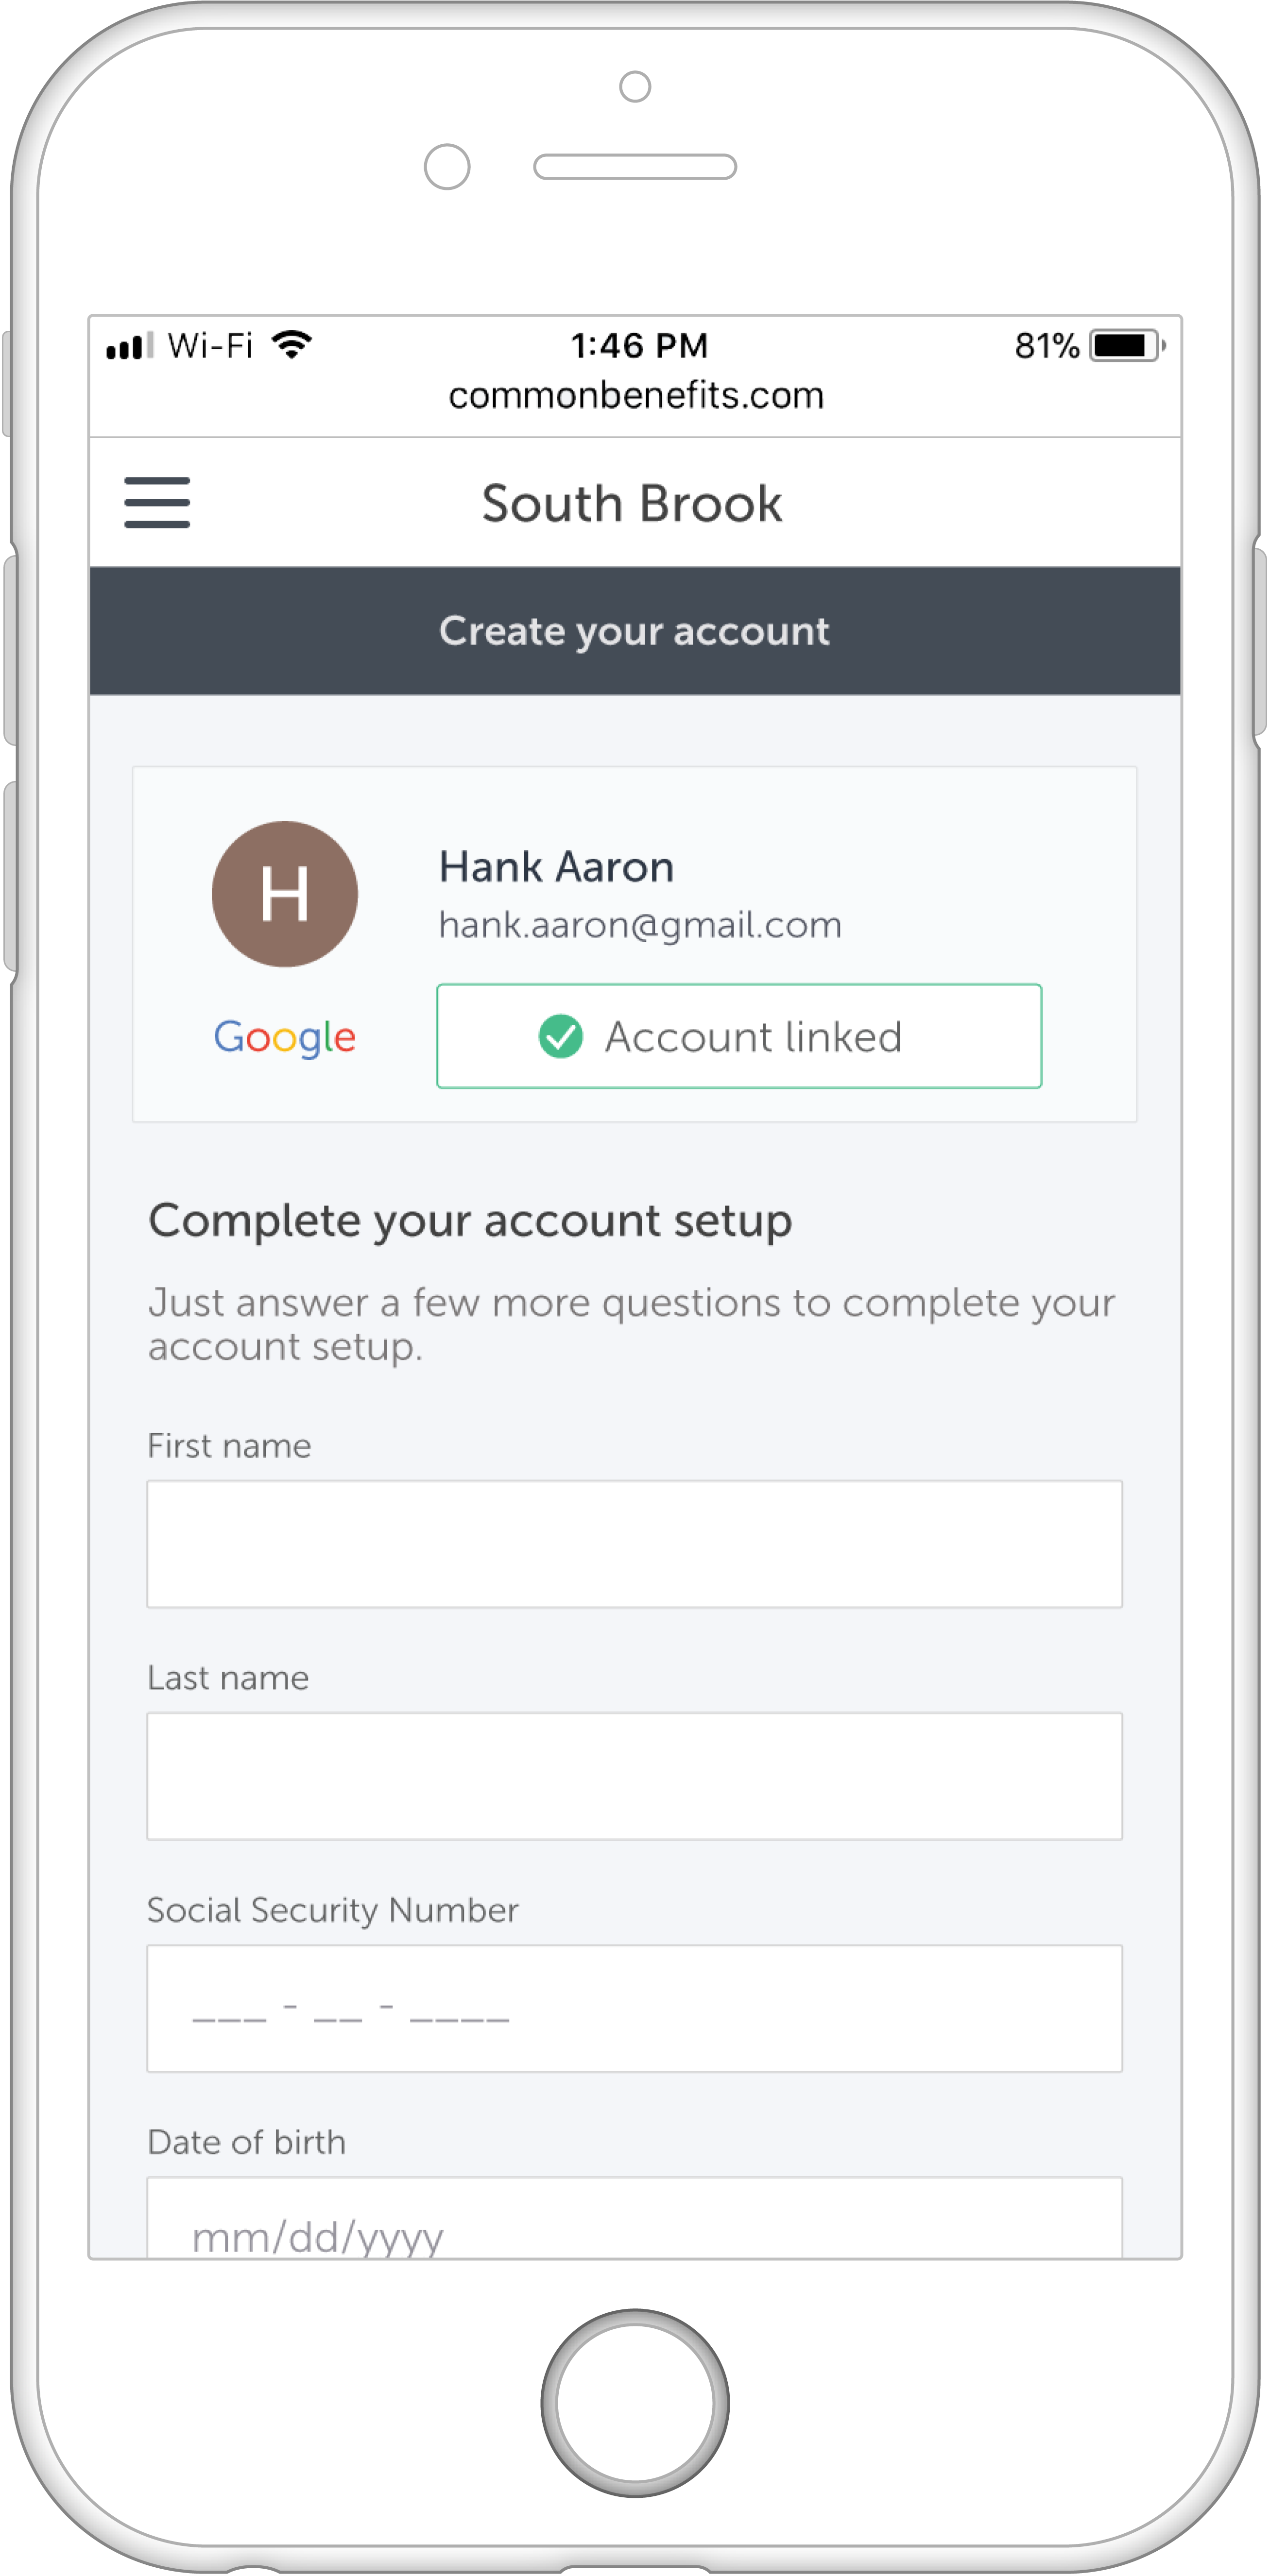 Wi-Fi 1:46 PM 81%
commonbenefits.com
South Brook
Create your account
H
Hank Aaron
hank.aaron@gmail.com
Google
Account linked
Complete your account setup
Just answer a few more questions to complete your
account setup.
First name
Last name
Social Security Number
___ - __ - ____
Date of birth
mm/dd/yyyy